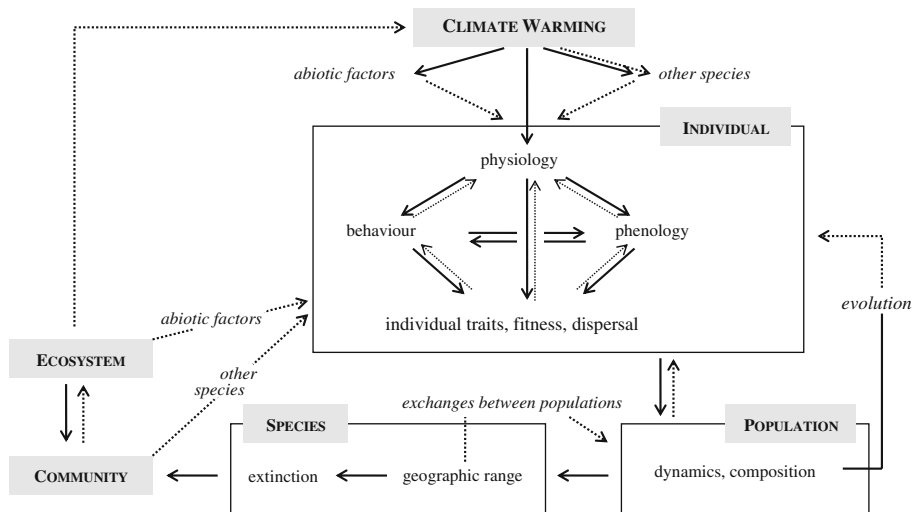 CLIMATE WARMING
abiotic factors
other species
INDIVIDUAL
physiology
behaviour
phenology
individual traits, fitness, dispersal
evolution
abiotic factors
ECOSYSTEM
other
species
exchanges between populations
SPECIES
POPULATION
COMMUNITY
extinction
geographic range
dynamics, composition